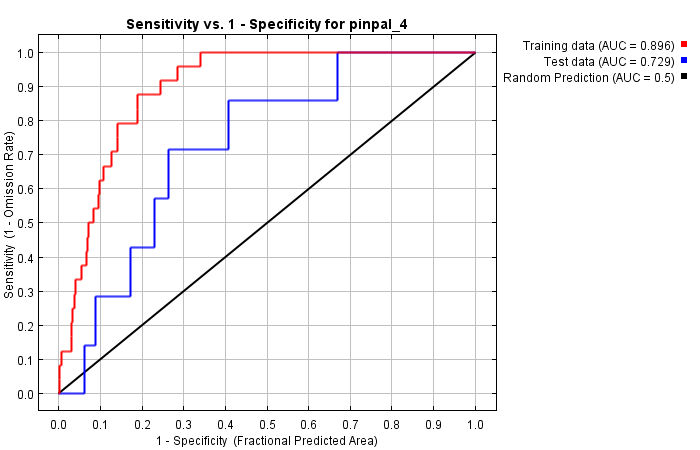 Sensitivity vs. 1 - Specificity for pinpal_4
Training data (AUC = 0.896)
Test data (AUC = 0.729)
Random Prediction (AUC = 0.5)
Sensitivity (1 - Omission Rate)
1.0
0.9
0.8
0.7
0.6
0.5
0.4
0.3
0.2
0.1
0.0
0.0 0.1 0.2 0.3 0.4 0.5 0.6 0.7 0.8 0.9 1.0
1 - Specificity (Fractional Predicted Area)